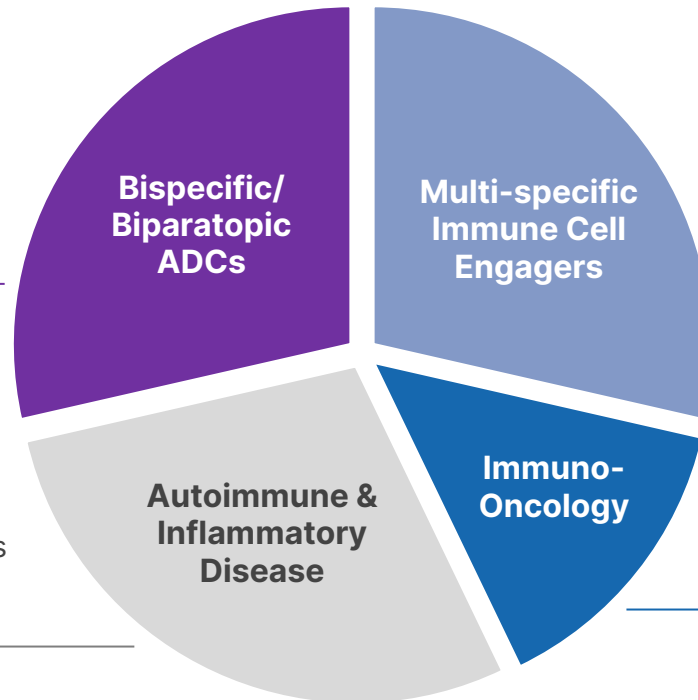 Bispecific/
Biparatopic
ADCs
Multi-specific
Immune Cell
Engagers
Immuno-
Oncology
Autoimmune &
Inflammatory
Disease
s